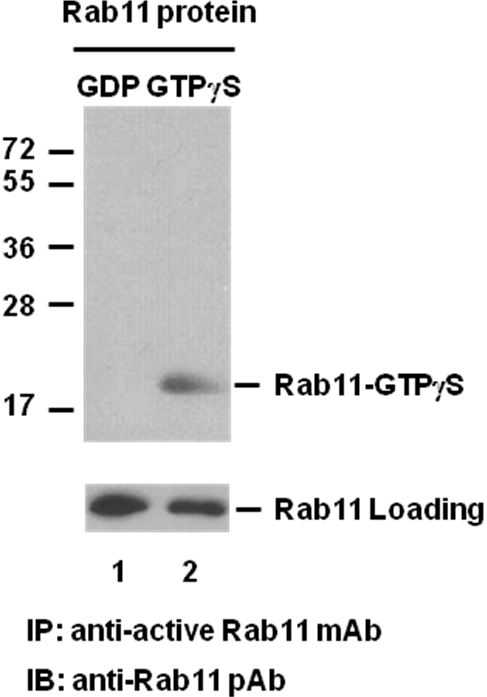 Rab11 protein
GDP GTPγS
72
55
36
28
Rab11-GTPγS
17
Rab11 Loading
1 2
IP: anti-active Rab11 mAb
IB: anti-Rab11 pAb